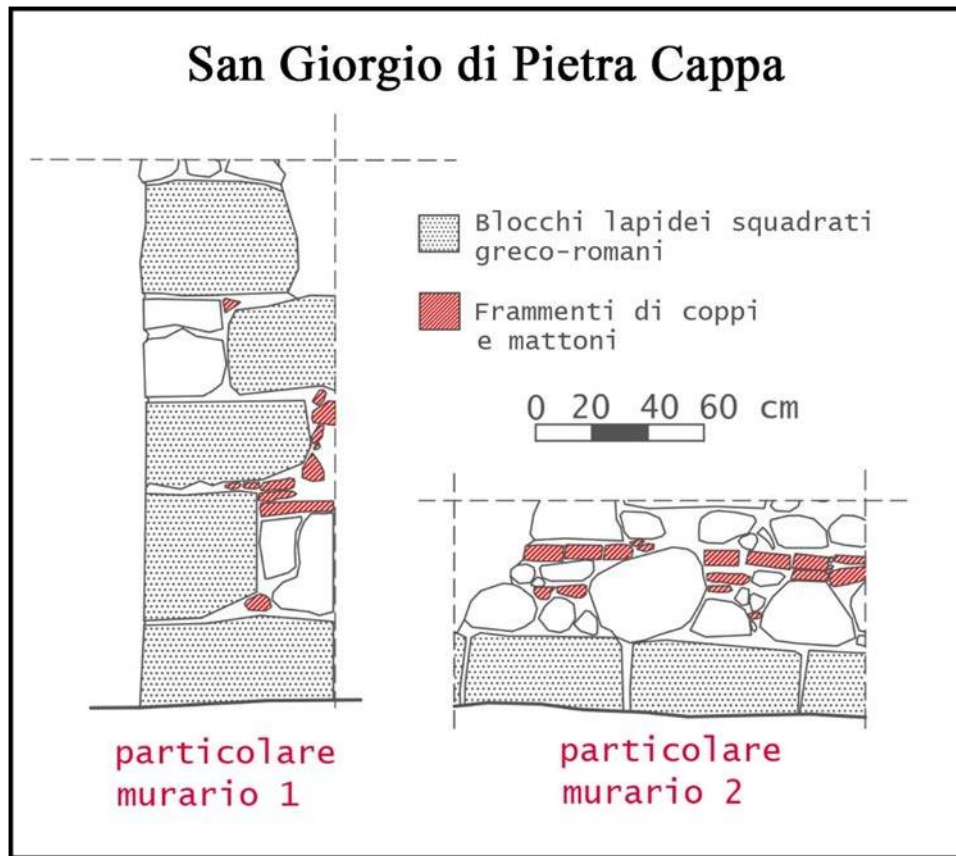 San Giorgio di Pietra Cappa
Blocchi lapidei squadrati
greco-romani
Frammenti di coppi
e mattoni
0 20 40 60 cm
particolare
murario 1
particolare
murario 2